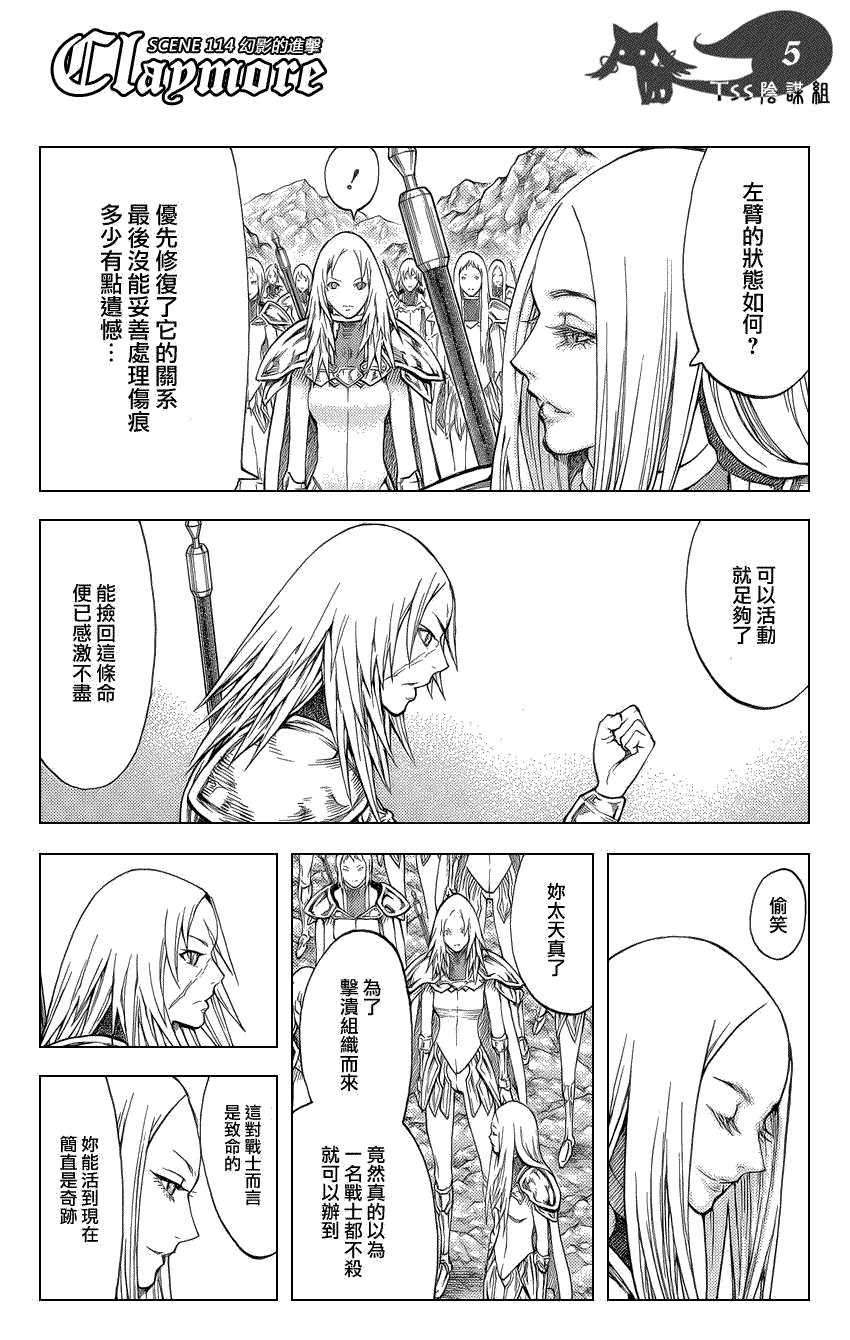 SCENE 114 幻影的進擊
Claymore
5
Tss陰謀組
左臂的狀態如何?
!
優先修復了它的關系
最後沒能妥善處理傷痕
多少有點遺憾…
可以活動
就足夠了
能撿回這條命
便已感激不盡
偷笑
妳太天真了
為了
擊潰組織而來
竟然真的以為
一名戰士都不殺
就可以辦到
這對戰士而言
是致命的
妳能活到現在
簡直是奇跡